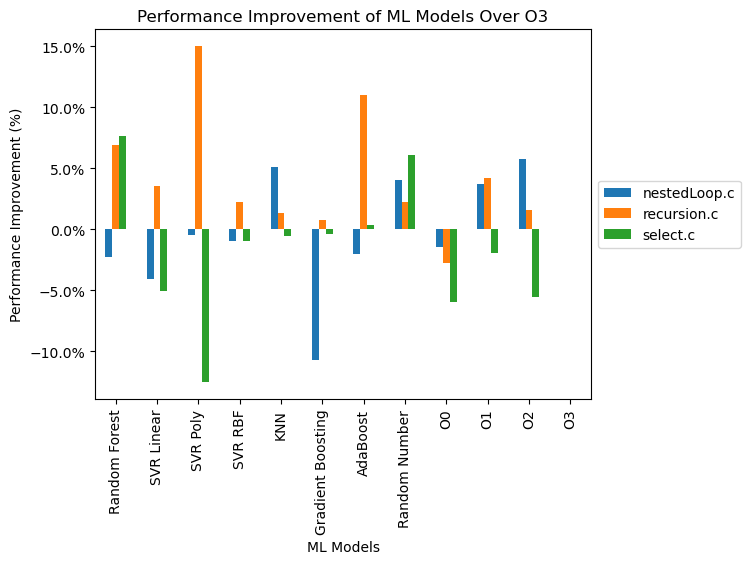 Performance Improvement of ML Models Over O3
Performance Improvement (%)
15.0%
10.0%
5.0%
0.0%
−5.0%
−10.0%
nestedLoop.c
recursion.c
select.c
Random Forest
SVR Linear
SVR Poly
SVR RBF
KNN
Gradient Boosting
AdaBoost
Random Number
O0
O1
O2
O3
ML Models